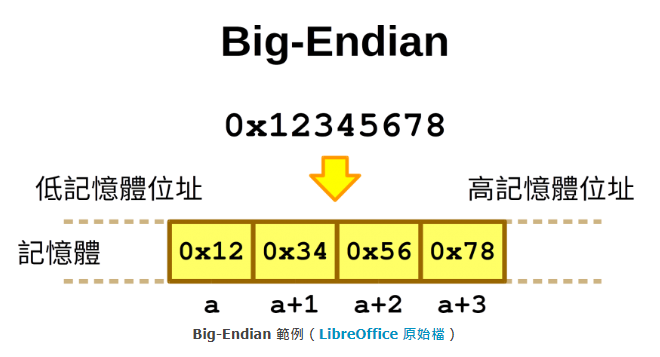 Big-Endian
0x12345678
低記憶體位址 高記憶體位址
記憶體 0x12 0x34 0x56 0x78
a a+1 a+2 a+3
Big-Endian 範例 ( LibreOffice 原始檔 )